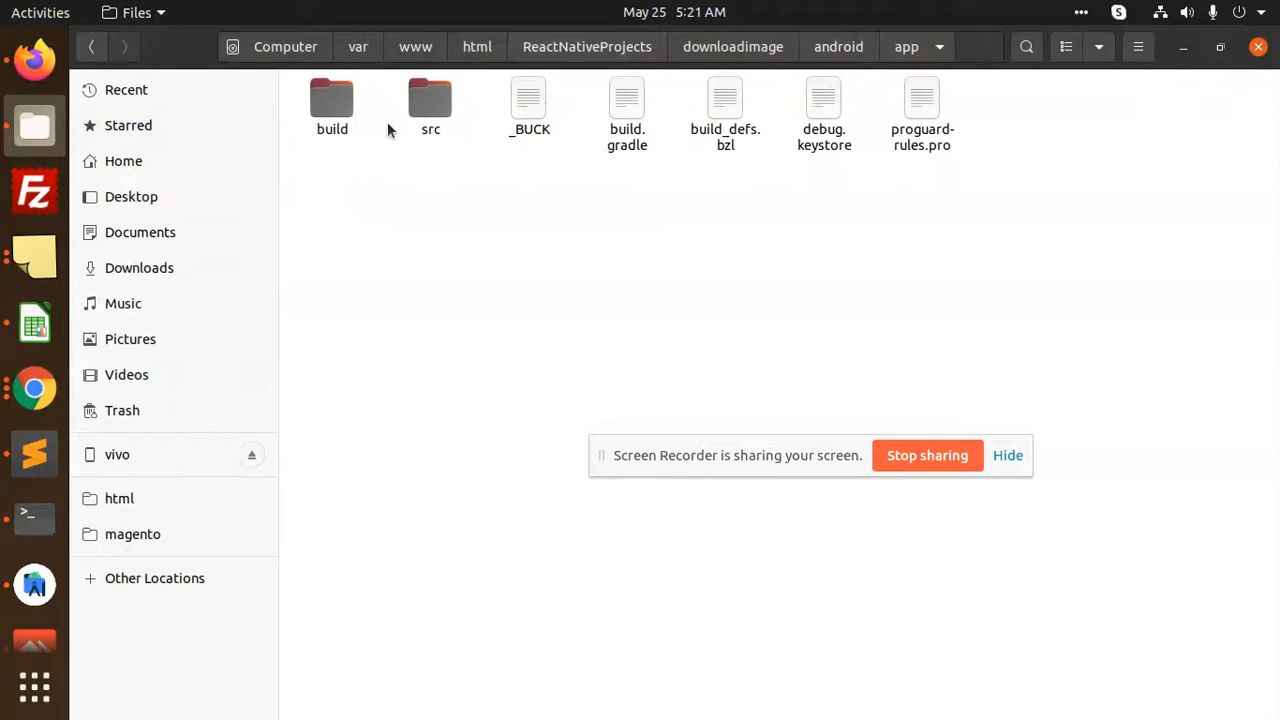 Activities
Files
May 25 5:21 AM
Computer
var
www
html
ReactNativeProjects
downloadimage
android
app
Recent
Starred
Home
Desktop
Documents
Downloads
Music
Pictures
Videos
Trash
vivo
html
magento
Other Locations
build
src
_BUCK
build.
gradle
build_defs.
bzl
debug.
keystore
proguard-
rules.pro
Screen Recorder is sharing your screen.
Stop sharing
Hide
Fz
S
>_